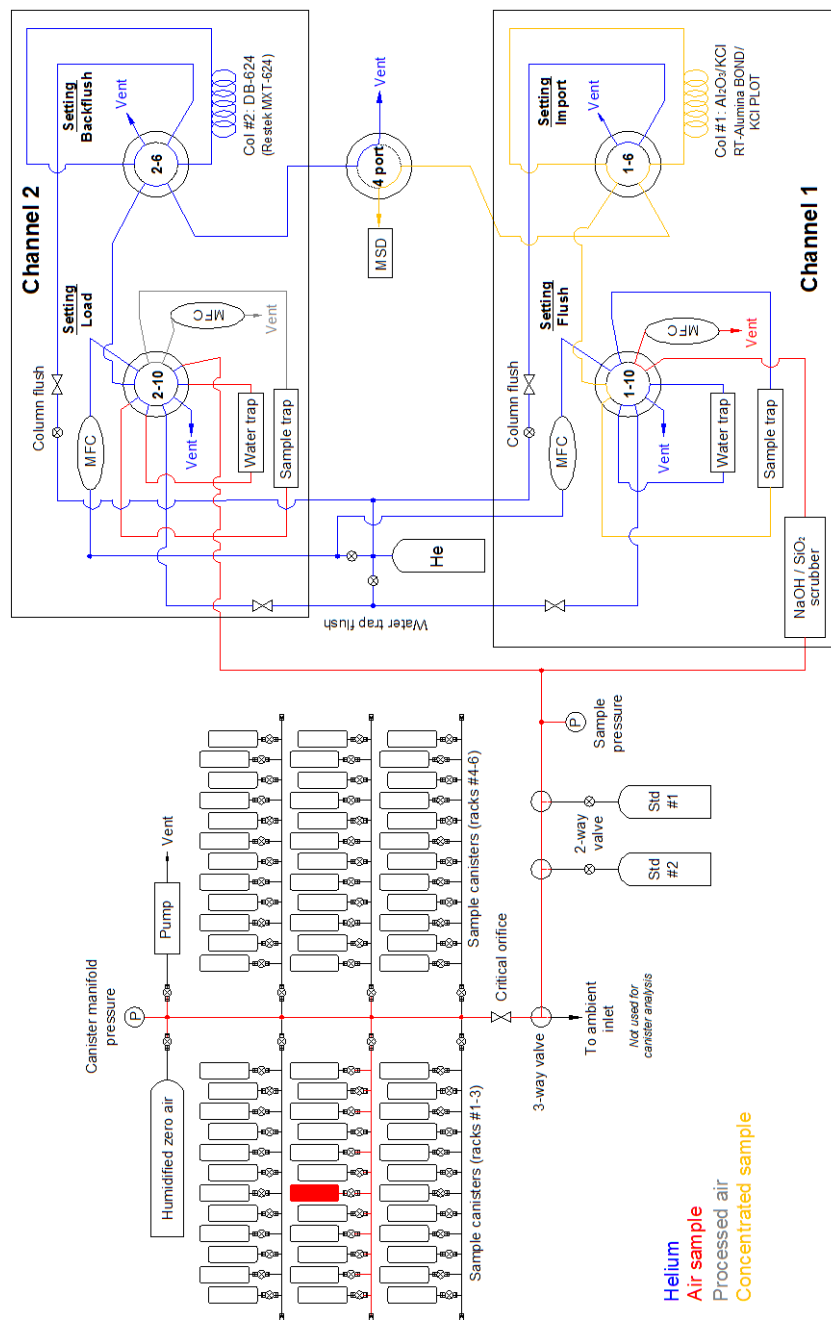 Humidified zero air
Canister manifold
pressure
P
Pump
Vent
Sample canisters (racks #1-3)
Sample canisters (racks #4-6)
Critical orifice
3-way valve
To ambient
inlet
Not used for
canister analysis
Std
#2
Std
#1
2-way
valve
P
Sample
pressure
Helium
Air sample
Processed air
Concentrated sample
Channel 2
Column flush
MFC
Setting
Load
2-10
MFC
Vent
Vent
Water trap
Sample trap
Setting
Backflush
Vent
2-6
Col #2: DB-624
(Restek MXT-624)
Water trap flush
He
4 port
Vent
MSD
Channel 1
Column flush
MFC
Setting
Flush
1-10
MFC
Vent
Vent
Water trap
Sample trap
NaOH / SiO₂
scrubber
Setting
Import
Vent
1-6
Col #1: Al₂O₃/KCl
RT-Alumina BOND/
KCl PLOT